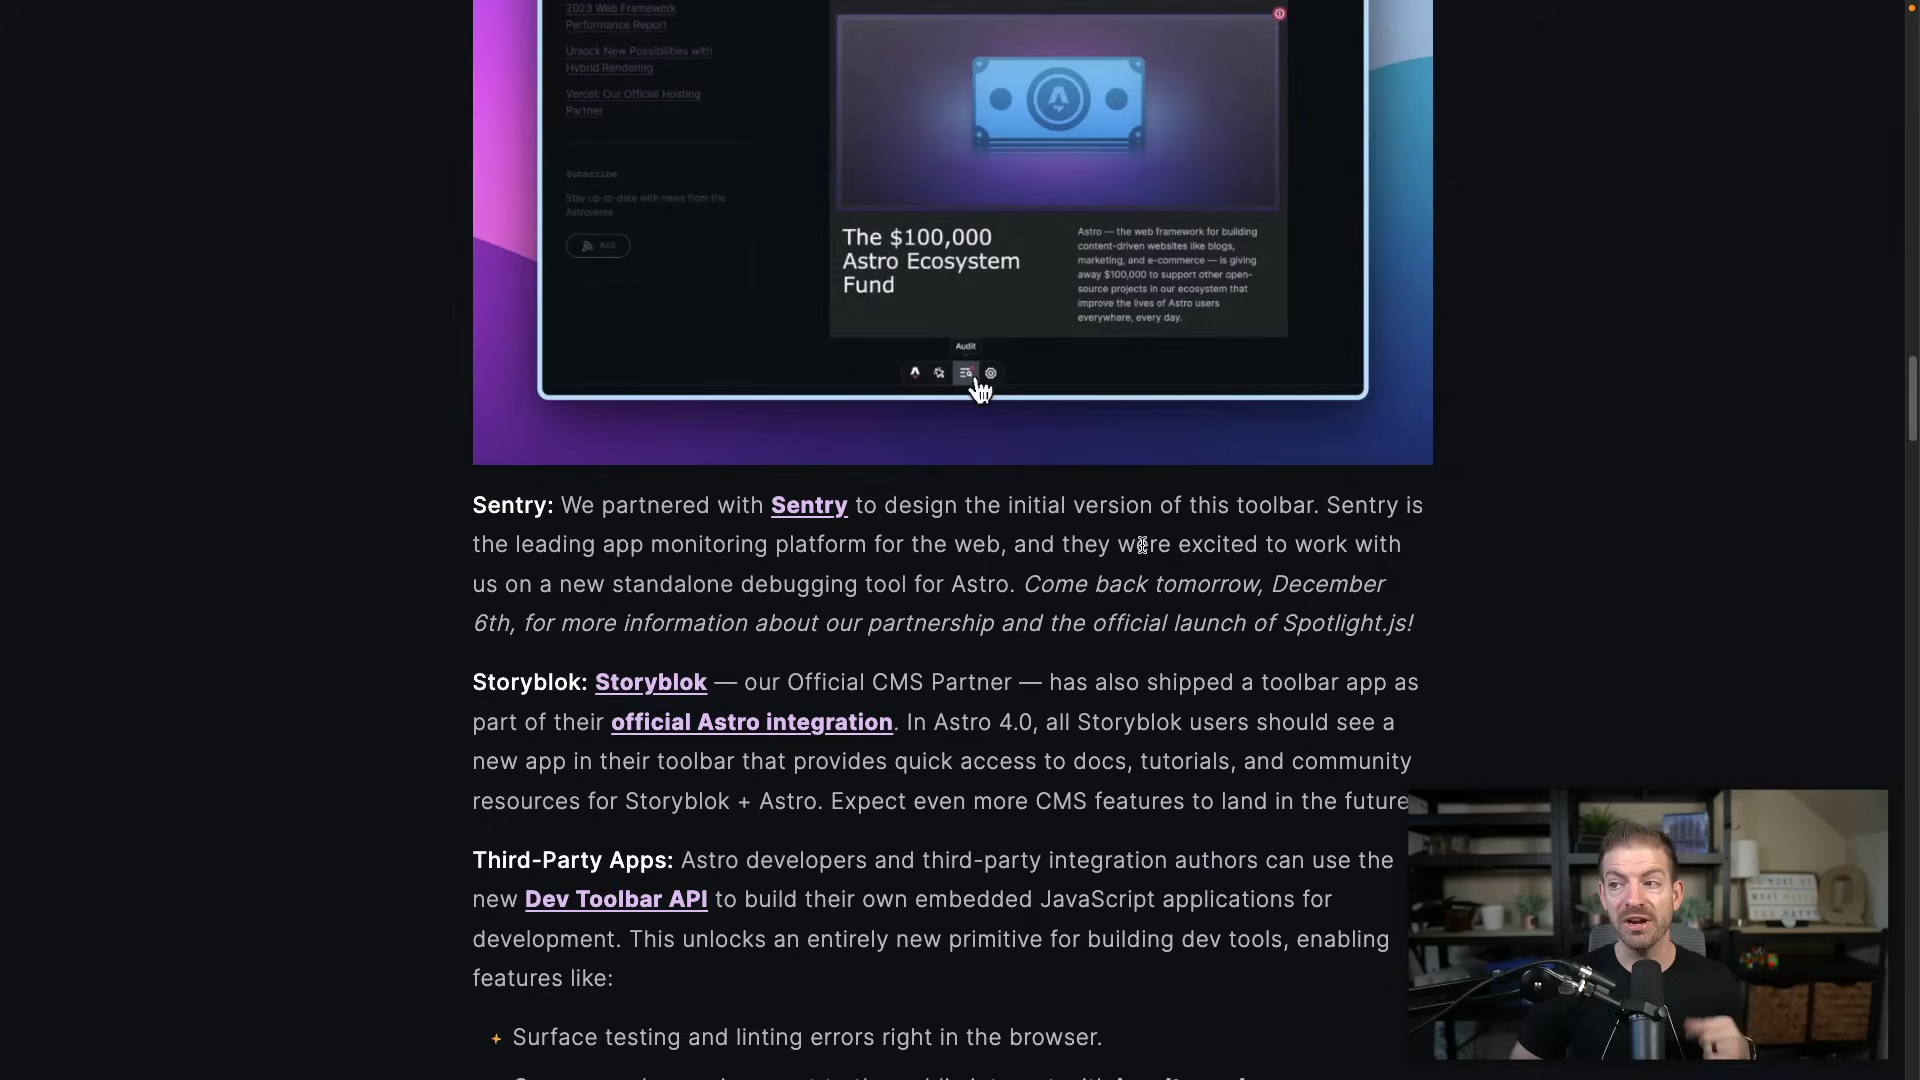 2023 Web Framework
Performance Report
Unlock New Possibilities with
Hybrid Rendering
Vercel: Our Official Hosting
Partner
Subscribe
Stay up-to-date with news from the
Astroverse
RSS
The $100,000
Astro Ecosystem
Fund
Astro — the web framework for building
content-driven websites like blogs,
marketing, and e-commerce — is giving
away $100,000 to support other open-
source projects in our ecosystem that
improve the lives of Astro users
everywhere, every day.
Audit
Sentry: We partnered with Sentry to design the initial version of this toolbar. Sentry is
the leading app monitoring platform for the web, and they were excited to work with
us on a new standalone debugging tool for Astro. Come back tomorrow, December
6th, for more information about our partnership and the official launch of Spotlight.js!
Storyblok: Storyblok — our Official CMS Partner — has also shipped a toolbar app as
part of their official Astro integration. In Astro 4.0, all Storyblok users should see a
new app in their toolbar that provides quick access to docs, tutorials, and community
resources for Storyblok + Astro. Expect even more CMS features to land in the future
Third-Party Apps: Astro developers and third-party integration authors can use the
new Dev Toolbar API to build their own embedded JavaScript applications for
development. This unlocks an entirely new primitive for building dev tools, enabling
features like:
Surface testing and linting errors right in the browser.